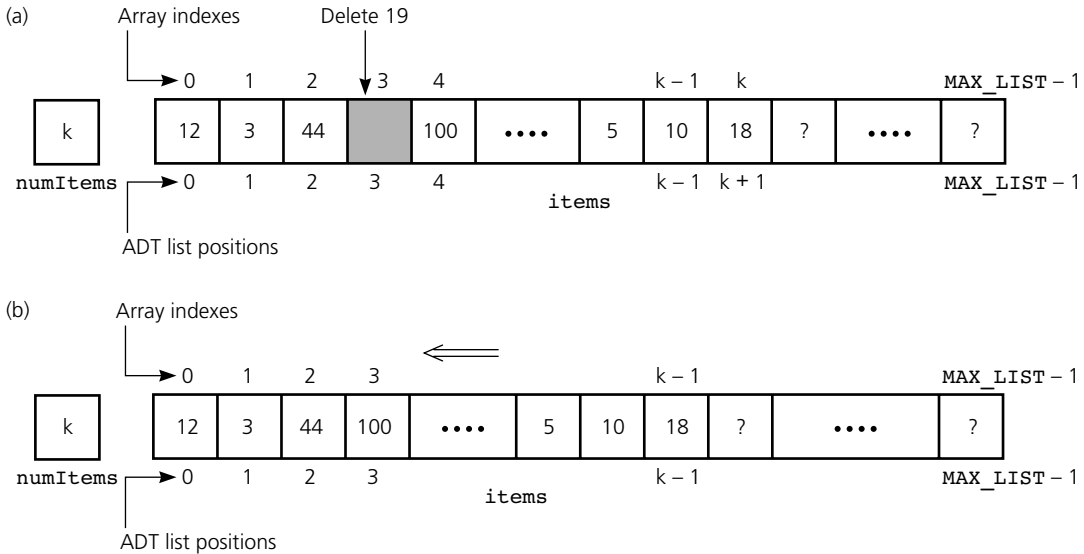 (a) Array indexes Delete 19
0 1 2 3 4 k – 1 k MAX_LIST – 1
k 12 3 44 100 •••• 5 10 18 ? •••• ?
numItems 0 1 2 3 4 k – 1 k + 1 MAX_LIST – 1
items
ADT list positions
(b) Array indexes
0 1 2 3 k – 1 MAX_LIST – 1
k 12 3 44 100 •••• 5 10 18 ? •••• ?
numItems 0 1 2 3 k – 1 MAX_LIST – 1
items
ADT list positions